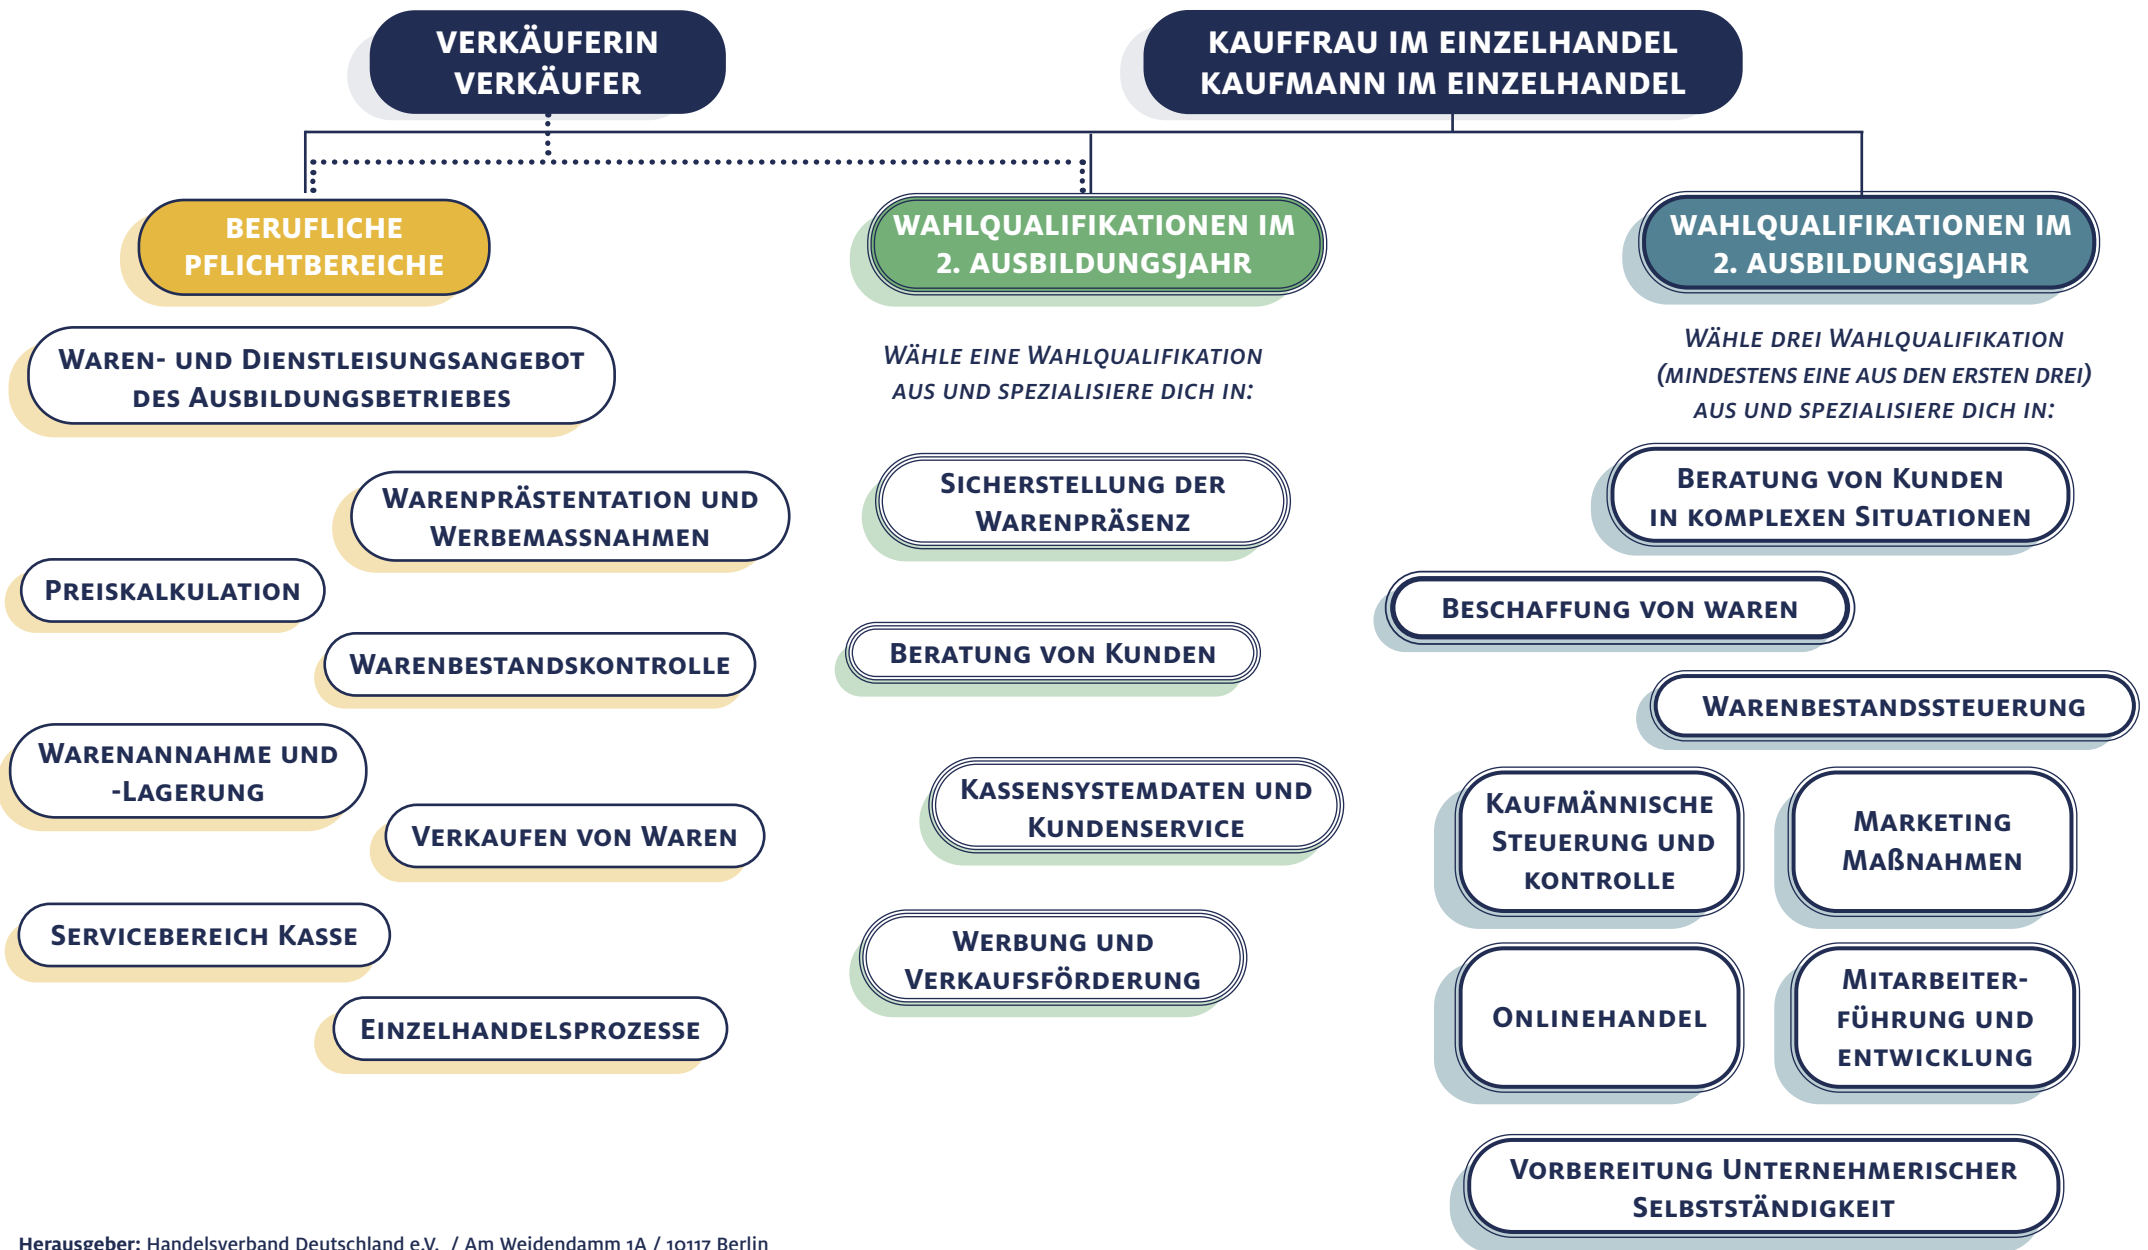 VERKÄUFERIN
VERKÄUFER
KAUFFRAU IM EINZELHANDEL
KAUFMANN IM EINZELHANDEL
BERUFLICHE
PFLICHTBEREICHE
WAREN- UND DIENSTLEISUNGSANGEBOT
DES AUSBILDUNGSBETRIEBES
WARENPRÄSTENTATION UND
WERBEMASSNAHMEN
PREISKALKULATION
WARENBESTANDSKONTROLLE
WARENANNAHME UND
-LAGERUNG
VERKAUFEN VON WAREN
SERVICEBEREICH KASSE
EINZELHANDELSPROZESSE
WAHLQUALIFIKATIONEN IM
2. AUSBILDUNGSJAHR
WÄHLE EINE WAHLQUALIFIKATION
AUS UND SPEZIALISIERE DICH IN:
SICHERSTELLUNG DER
WARENPRÄSENZ
BERATUNG VON KUNDEN
KASSENSYSTEMDATEN UND
KUNDENSERVICE
WERBUNG UND
VERKAUFSFÖRDERUNG
WAHLQUALIFIKATIONEN IM
2. AUSBILDUNGSJAHR
WÄHLE DREI WAHLQUALIFIKATION
(MINDESTENS EINE AUS DEN ERSTEN DREI)
AUS UND SPEZIALISIERE DICH IN:
BERATUNG VON KUNDEN
IN KOMPLEXEN SITUATIONEN
BESCHAFFUNG VON WAREN
WARENBESTANDSSTEUERUNG
KAUFMÄNNISCHE
STEUERUNG UND
KONTROLLE
MARKETING
MAßNAHMEN
ONLINEHANDEL
MITARBEITER-
FÜHRUNG UND
ENTWICKLUNG
VORBEREITUNG UNTERNEHMERISCHER
SELBSTSTÄNDIGKEIT
Herausgeber: Handelsverband Deutschland e.V. / Am Weidendamm 1A / 10117 Berlin